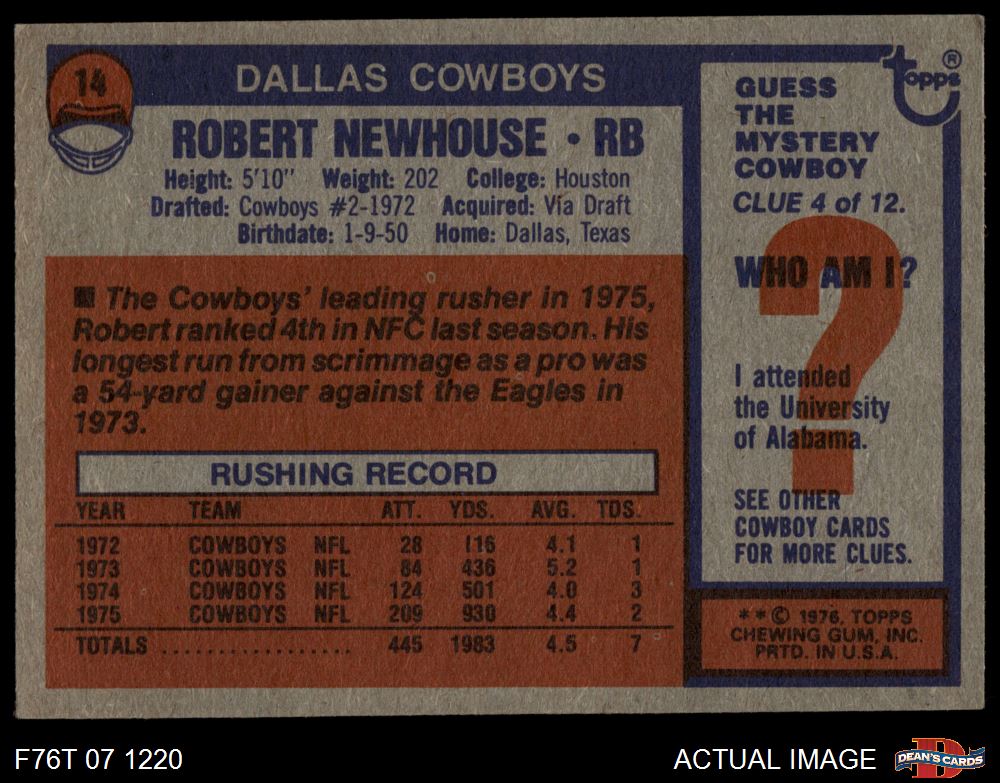 14
DALLAS COWBOYS
ROBERT NEWHOUSE • RB
Height: 5'10" Weight: 202 College: Houston
Drafted: Cowboys #2-1972 Acquired: Via Draft
Birthdate: 1-9-50 Home: Dallas, Texas
■ The Cowboys' leading rusher in 1975,
Robert ranked 4th in NFC last season. His
longest run from scrimmage as a pro was
a 54-yard gainer against the Eagles in
1973.
RUSHING RECORD
YEAR TEAM ATT. YDS. AVG. TDS.
1972 COWBOYS NFL 28 116 4.1 1
1973 COWBOYS NFL 84 436 5.2 1
1974 COWBOYS NFL 124 501 4.0 3
1975 COWBOYS NFL 209 930 4.4 2
TOTALS .................. 445 1983 4.5 7
topps®
GUESS
THE
MYSTERY
COWBOY
CLUE 4 of 12.
?
WHO AM I?
I attended
the University
of Alabama.
SEE OTHER
COWBOY CARDS
FOR MORE CLUES.
* * © 1976, TOPPS
CHEWING GUM, INC.
PRTD. IN U.S.A.
F76T 07 1220
ACTUAL IMAGE
D
DEAN'S CARDS